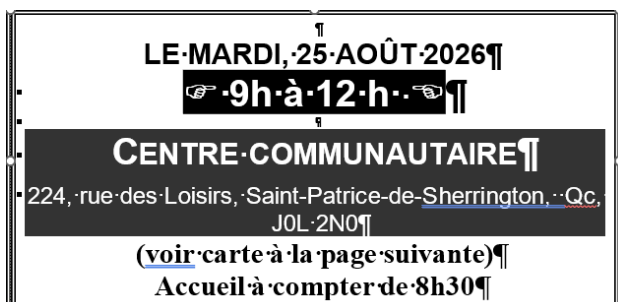 LE MARDI, 25 AOÛT 2026
☞ 9h à 12 h ☜
CENTRE COMMUNAUTAIRE
224, rue des Loisirs, Saint-Patrice-de-Sherrington, Qc,
J0L 2N0
(voir carte à la page suivante)
Accueil à compter de 8h30